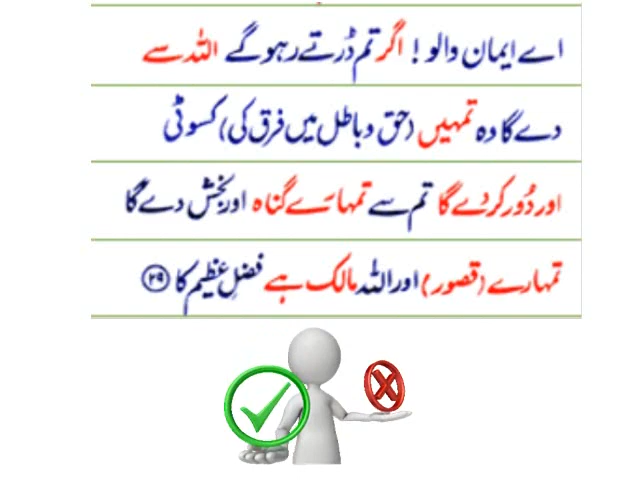 اے ایمان والو ! اگر تم ڈرتے رہو گے اللہ سے
دے گا وہ تمہیں (حق و باطل میں فرق کی) کسوٹی
اور دُور کر دے گا تم سے تمہارے گناہ اور بخش دے گا
تمہارے (قصور) اور اللہ مالک ہے فضلِ عظیم کا ۲۹